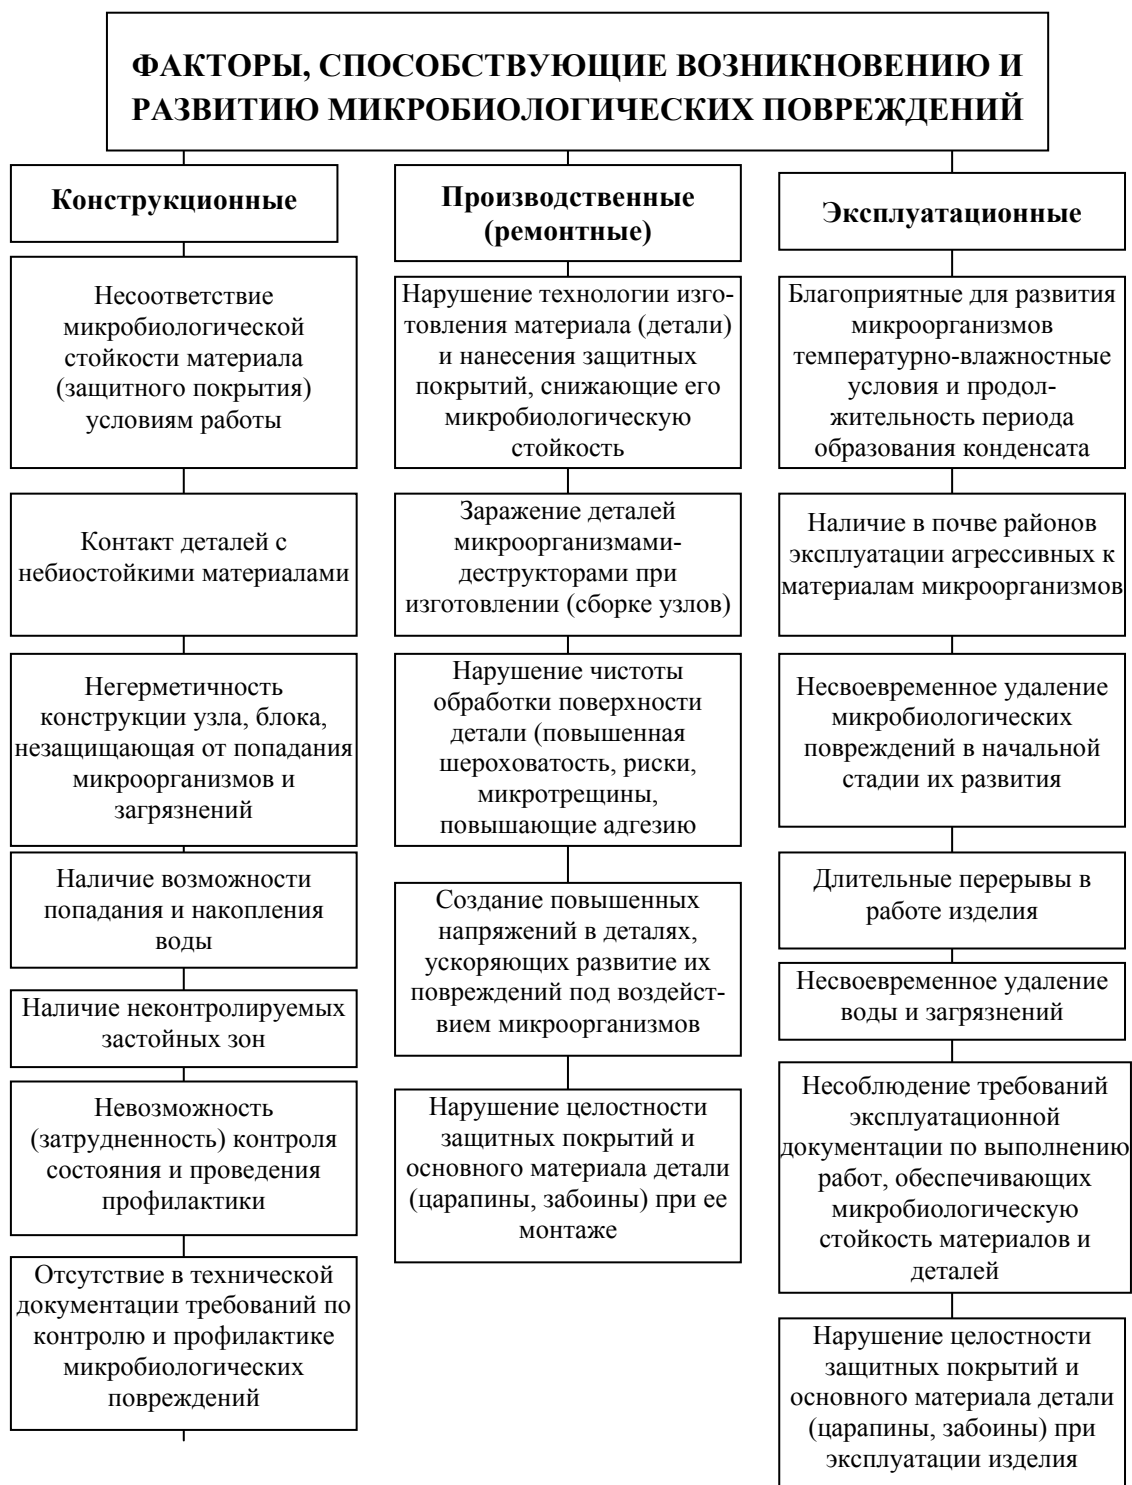 ФАКТОРЫ, СПОСОБСТВУЮЩИЕ ВОЗНИКНОВЕНИЮ И
РАЗВИТИЮ МИКРОБИОЛОГИЧЕСКИХ ПОВРЕЖДЕНИЙ
Конструкционные
Несоответствие
микробиологической
стойкости материала
(защитного покрытия)
условиям работы
Контакт деталей с
небиостойкими материалами
Негерметичность
конструкции узла, блока,
незащищающая от попадания
микроорганизмов и
загрязнений
Наличие возможности
попадания и накопления
воды
Наличие неконтролируемых
застойных зон
Невозможность
(затрудненность) контроля
состояния и проведения
профилактики
Отсутствие в технической
документации требований по
контролю и профилактике
микробиологических
повреждений
Производственные
(ремонтные)
Нарушение технологии изго-
товления материала (детали)
и нанесения защитных
покрытий, снижающие его
микробиологическую
стойкость
Заражение деталей
микроорганизмами-
деструкторами при
изготовлении (сборке узлов)
Нарушение чистоты
обработки поверхности
детали (повышенная
шероховатость, риски,
микротрещины,
повышающие адгезию
Создание повышенных
напряжений в деталях,
ускоряющих развитие их
повреждений под воздейст-
вием микроорганизмов
Нарушение целостности
защитных покрытий и
основного материала детали
(царапины, забоины) при ее
монтаже
Эксплуатационные
Благоприятные для развития
микроорганизмов
температурно-влажностные
условия и продол-
жительность периода
образования конденсата
Наличие в почве районов
эксплуатации агрессивных к
материалам микроорганизмов
Несвоевременное удаление
микробиологических
повреждений в начальной
стадии их развития
Длительные перерывы в
работе изделия
Несвоевременное удаление
воды и загрязнений
Несоблюдение требований
эксплуатационной
документации по выполнению
работ, обеспечивающих
микробиологическую
стойкость материалов и
деталей
Нарушение целостности
защитных покрытий и
основного материала детали
(царапины, забоины) при
эксплуатации изделия